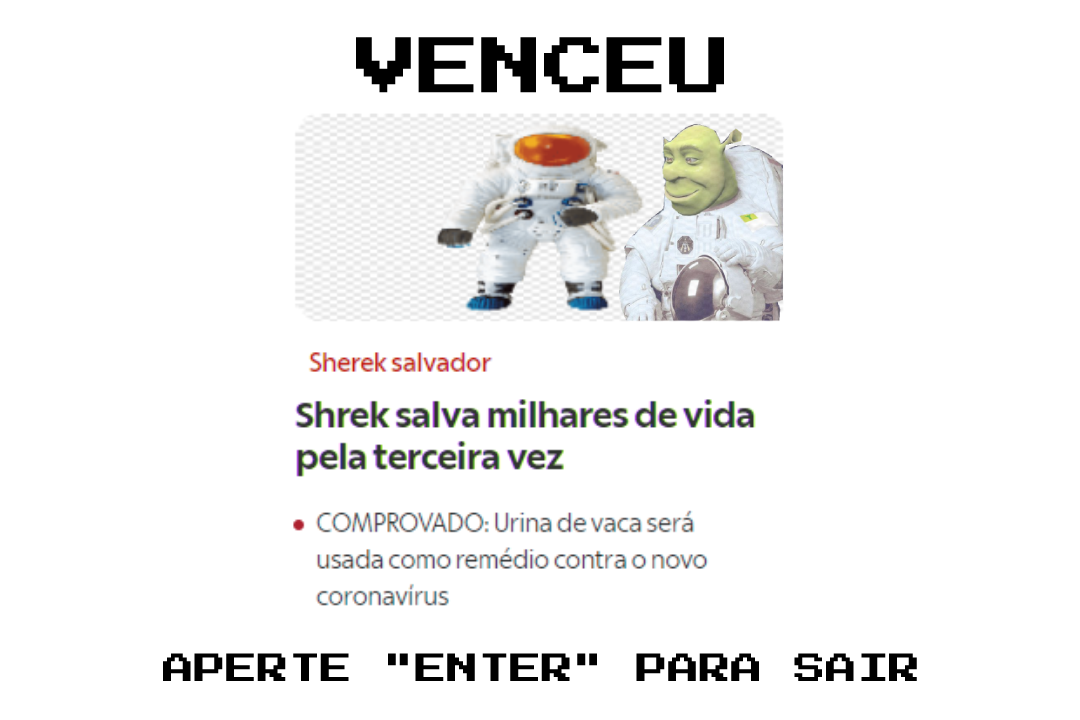 VENCEU
Sherek salvador
Shrek salva milhares de vida
pela terceira vez
• COMPROVADO: Urina de vaca será
usada como remédio contra o novo
coronavírus
APERTE "ENTER" PARA SAIR